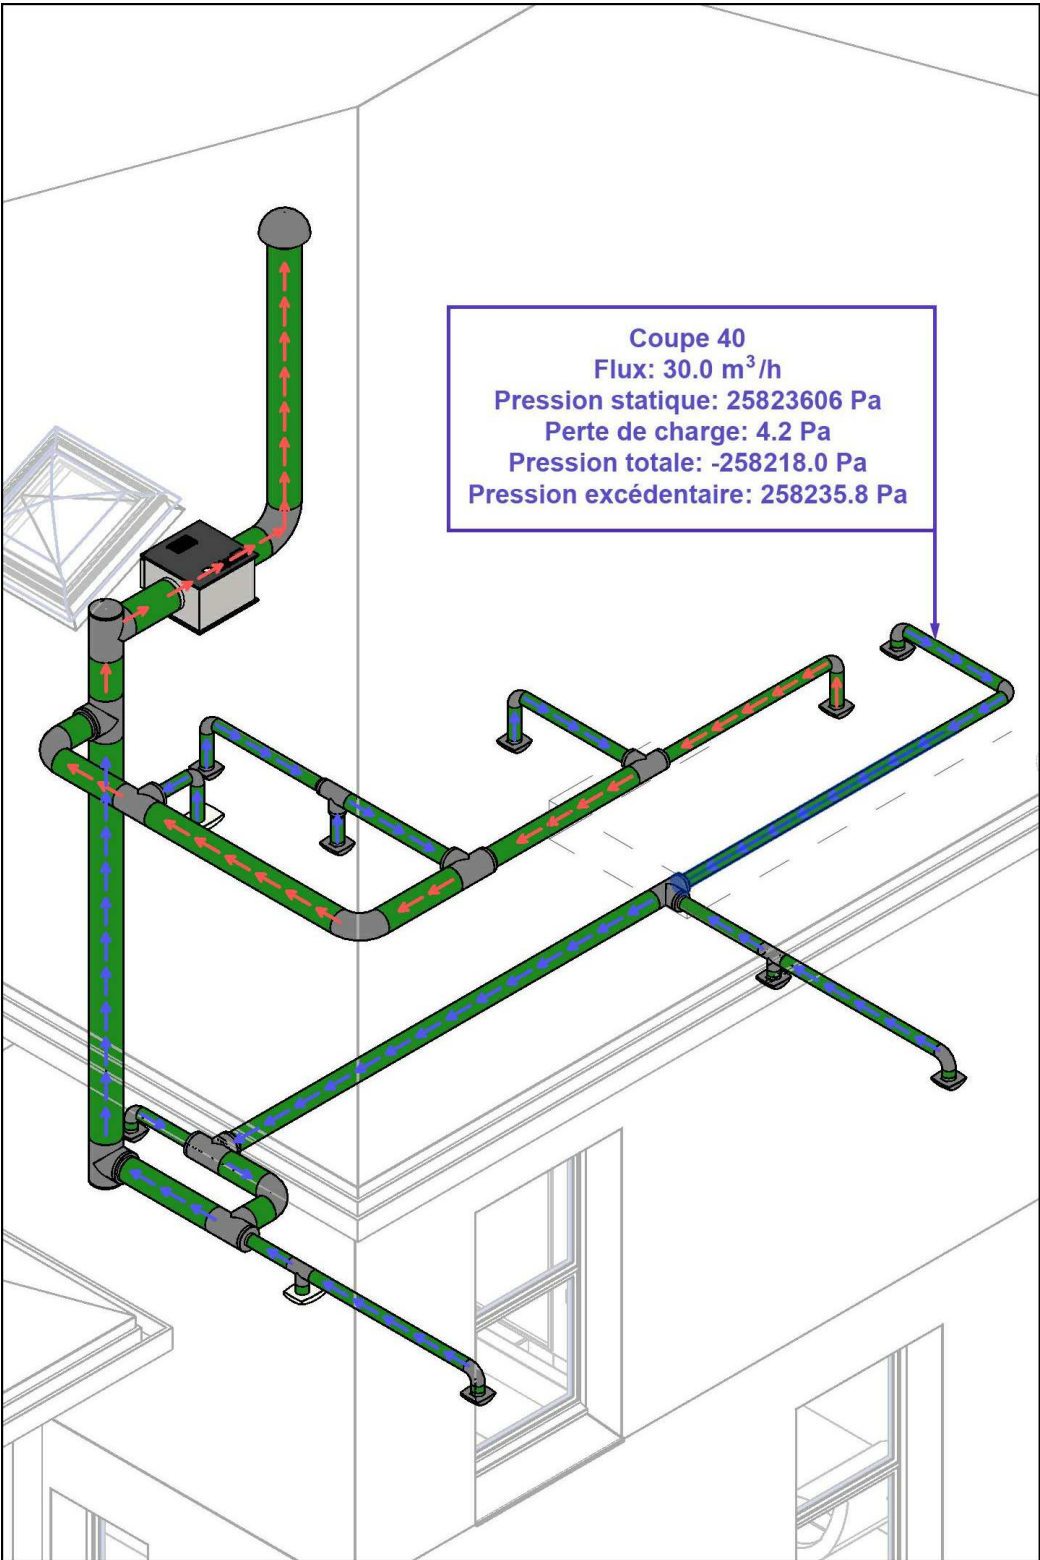 Coupe 40
Flux: 30.0 m³/h
Pression statique: 25823606 Pa
Perte de charge: 4.2 Pa
Pression totale: -258218.0 Pa
Pression excédentaire: 258235.8 Pa